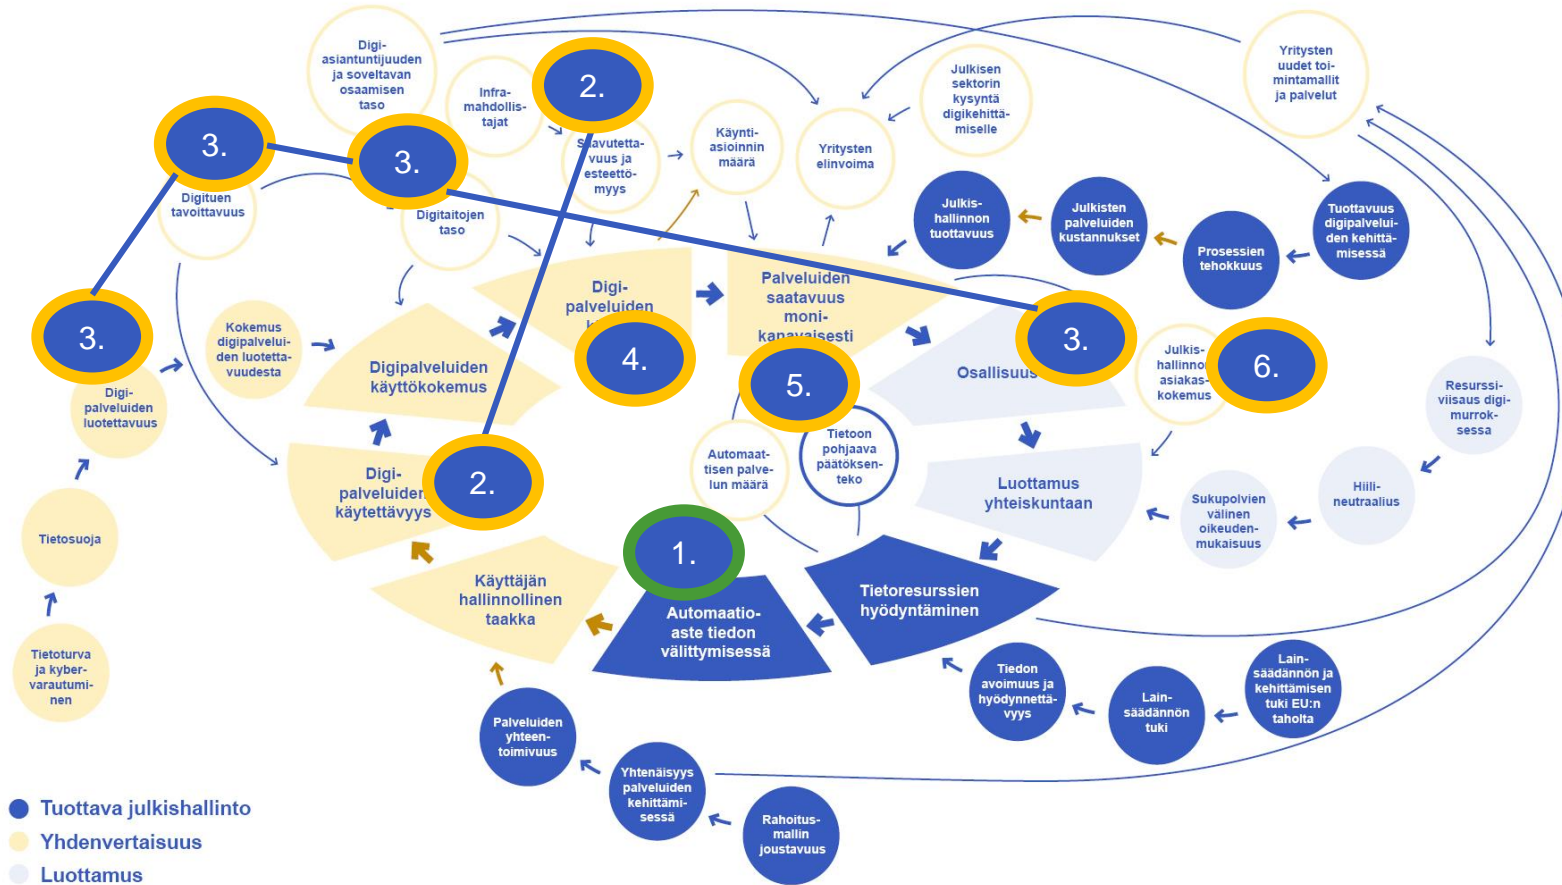 Digi-
asiantuntijuuden
ja soveltavan
osaamisen
taso
Infra-
mahdollis-
tajat
2.
vuus ja
esteettö-
myys
Käynti-
asioinnin
määrä
Yritysten
elinvoima
Julkisen
sektorin
kysyntä
digikehittä-
miselle
Yritysten
uudet toi-
mintamallit
ja palvelut
3.
3.
Digituen
tavoittavuus
Digitaitojen
taso
Julkis-
hallinnon
tuottavuus
Julkisten
palveluiden
kustannukset
Prosessien
tehokkuus
Tuottavuus
digipalvelui-
den kehittä-
misessä
3.
Kokemus
digipalvelui-
den luotetta-
vuudesta
Digi-
palveluiden
luotettavuus
Tietosuoja
Tietoturva
ja kyber-
varautumi-
nen
Digipalveluiden
käyttökokemus
Digi-
palveluiden
4.
Palveluiden
saatavuus
moni-
kanavaisesti
5.
3.
Osallisuus
Julkis-
hallinnon
asiakas-
kokemus
6.
Resurssi-
viisaus digi-
murrok-
sessa
Hiili-
neutraalius
Sukupolvien
välinen
oikeuden-
mukaisuus
Luottamus
yhteiskuntaan
Digi-
palveluiden
käytettävyys
2.
Automaat-
tisen palve-
lun määrä
Tietoon
pohjaava
päätöksen-
teko
1.
Käyttäjän
hallinnollinen
taakka
Automaatio-
aste tiedon
välittymisessä
Tietoresurssien
hyödyntäminen
Tiedon
avoimuus ja
hyödynnettä-
vyys
Lain-
säädännön
tuki
Lain-
säädännön ja
kehittämisen
tuki EU:n
taholta
Palveluiden
yhteen-
toimivuus
Yhtenäisyys
palveluiden
kehittämi-
sessä
Rahoitus-
mallin
joustavuus
Tuottava julkishallinto
Yhdenvertaisuus
Luottamus